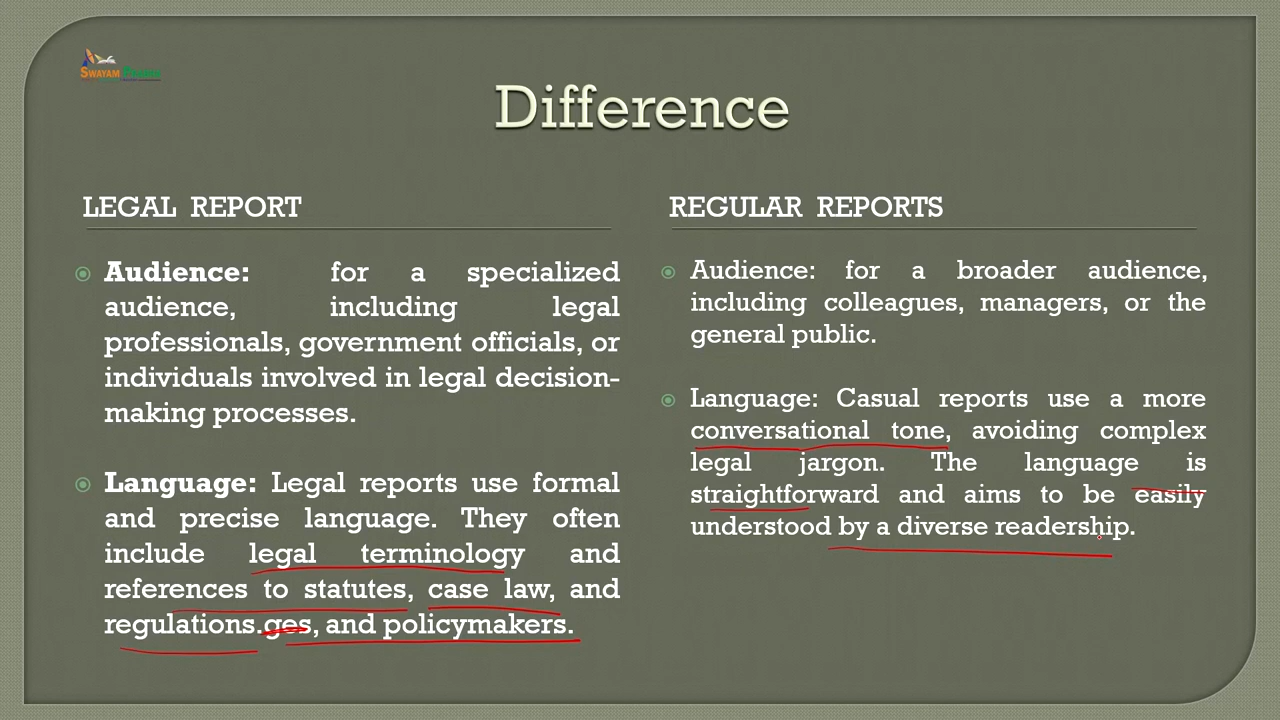 SWAYAM PRABHA
Difference
LEGAL REPORT
Audience: for a specialized
audience, including legal
professionals, government officials, or
individuals involved in legal decision-
making processes.
Language: Legal reports use formal
and precise language. They often
include legal terminology and
references to statutes, case law, and
regulations.ges, and policymakers.
REGULAR REPORTS
Audience: for a broader audience,
including colleagues, managers, or the
general public.
Language: Casual reports use a more
conversational tone, avoiding complex
legal jargon. The language is
straightforward and aims to be easily
understood by a diverse readership.